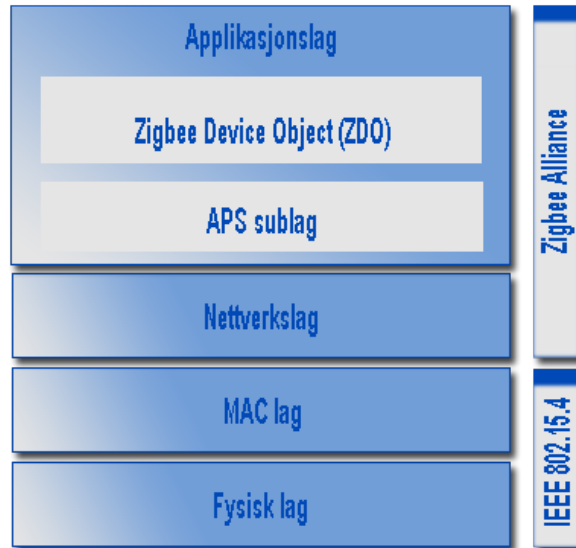 Applikasjonslag
Zigbee Device Object (ZDO)
APS sublag
Nettverkslag
MAC lag
Fysisk lag
Zigbee Alliance
IEEE 802.15.4